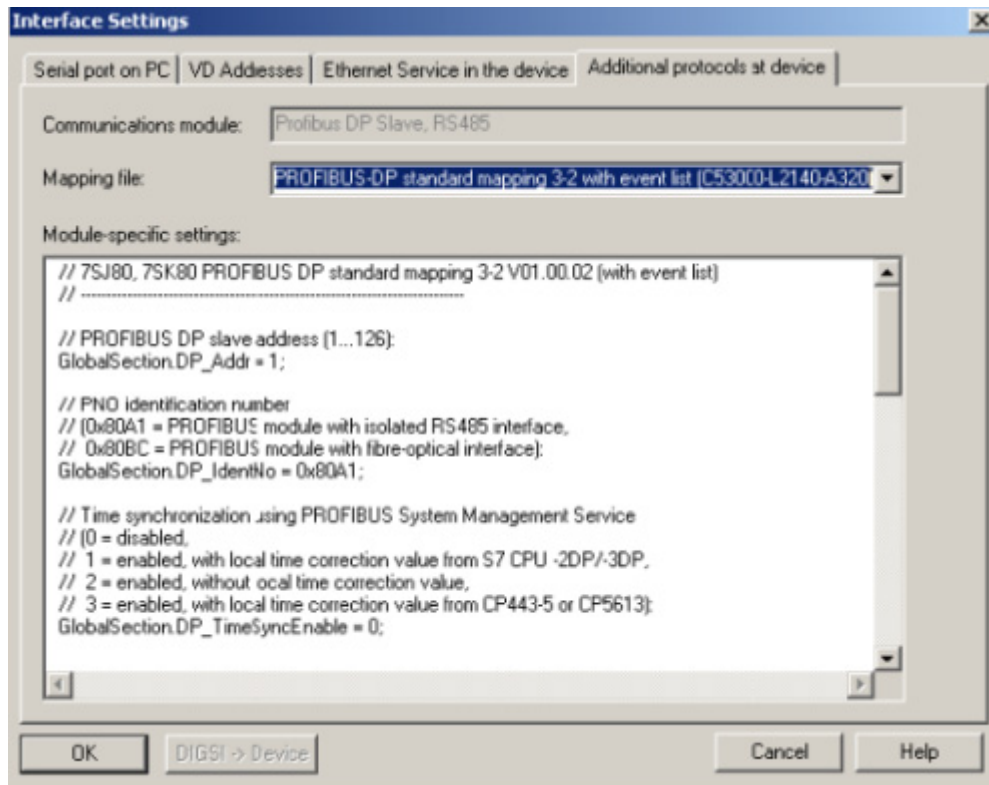 Interface Settings
Serial port on PC
VD Addresses
Ethernet Service in the device
Additional protocols at device
Communications module:
Profibus DP Slave, RS485
Mapping file:
PROFIBUS-DP standard mapping 3-2 with event list (C53000-L2140-A320
Module-specific settings:
// 7SJ80, 7SK80 PROFIBUS DP standard mapping 3-2 V01.00.02 (with event list)
// ------------------------------------------------------------------------
// PROFIBUS DP slave address (1...126):
GlobalSection.DP_Addr = 1;
// PNO identification number
// (0x80A1 = PROFIBUS module with isolated RS485 interface,
// 0x80BC = PROFIBUS module with fibre-optical interface):
GlobalSection.DP_IdentNo = 0x80A1;
// Time synchronization using PROFIBUS System Management Service
// (0 = disabled,
// 1 = enabled, with local time correction value from S7 CPU -2DP/-3DP,
// 2 = enabled, without ocal time correction value,
// 3 = enabled, with local time correction value from CP443-5 or CP5613):
GlobalSection.DP_TimeSyncEnable = 0;
OK
DIGSI -> Device
Cancel
Help